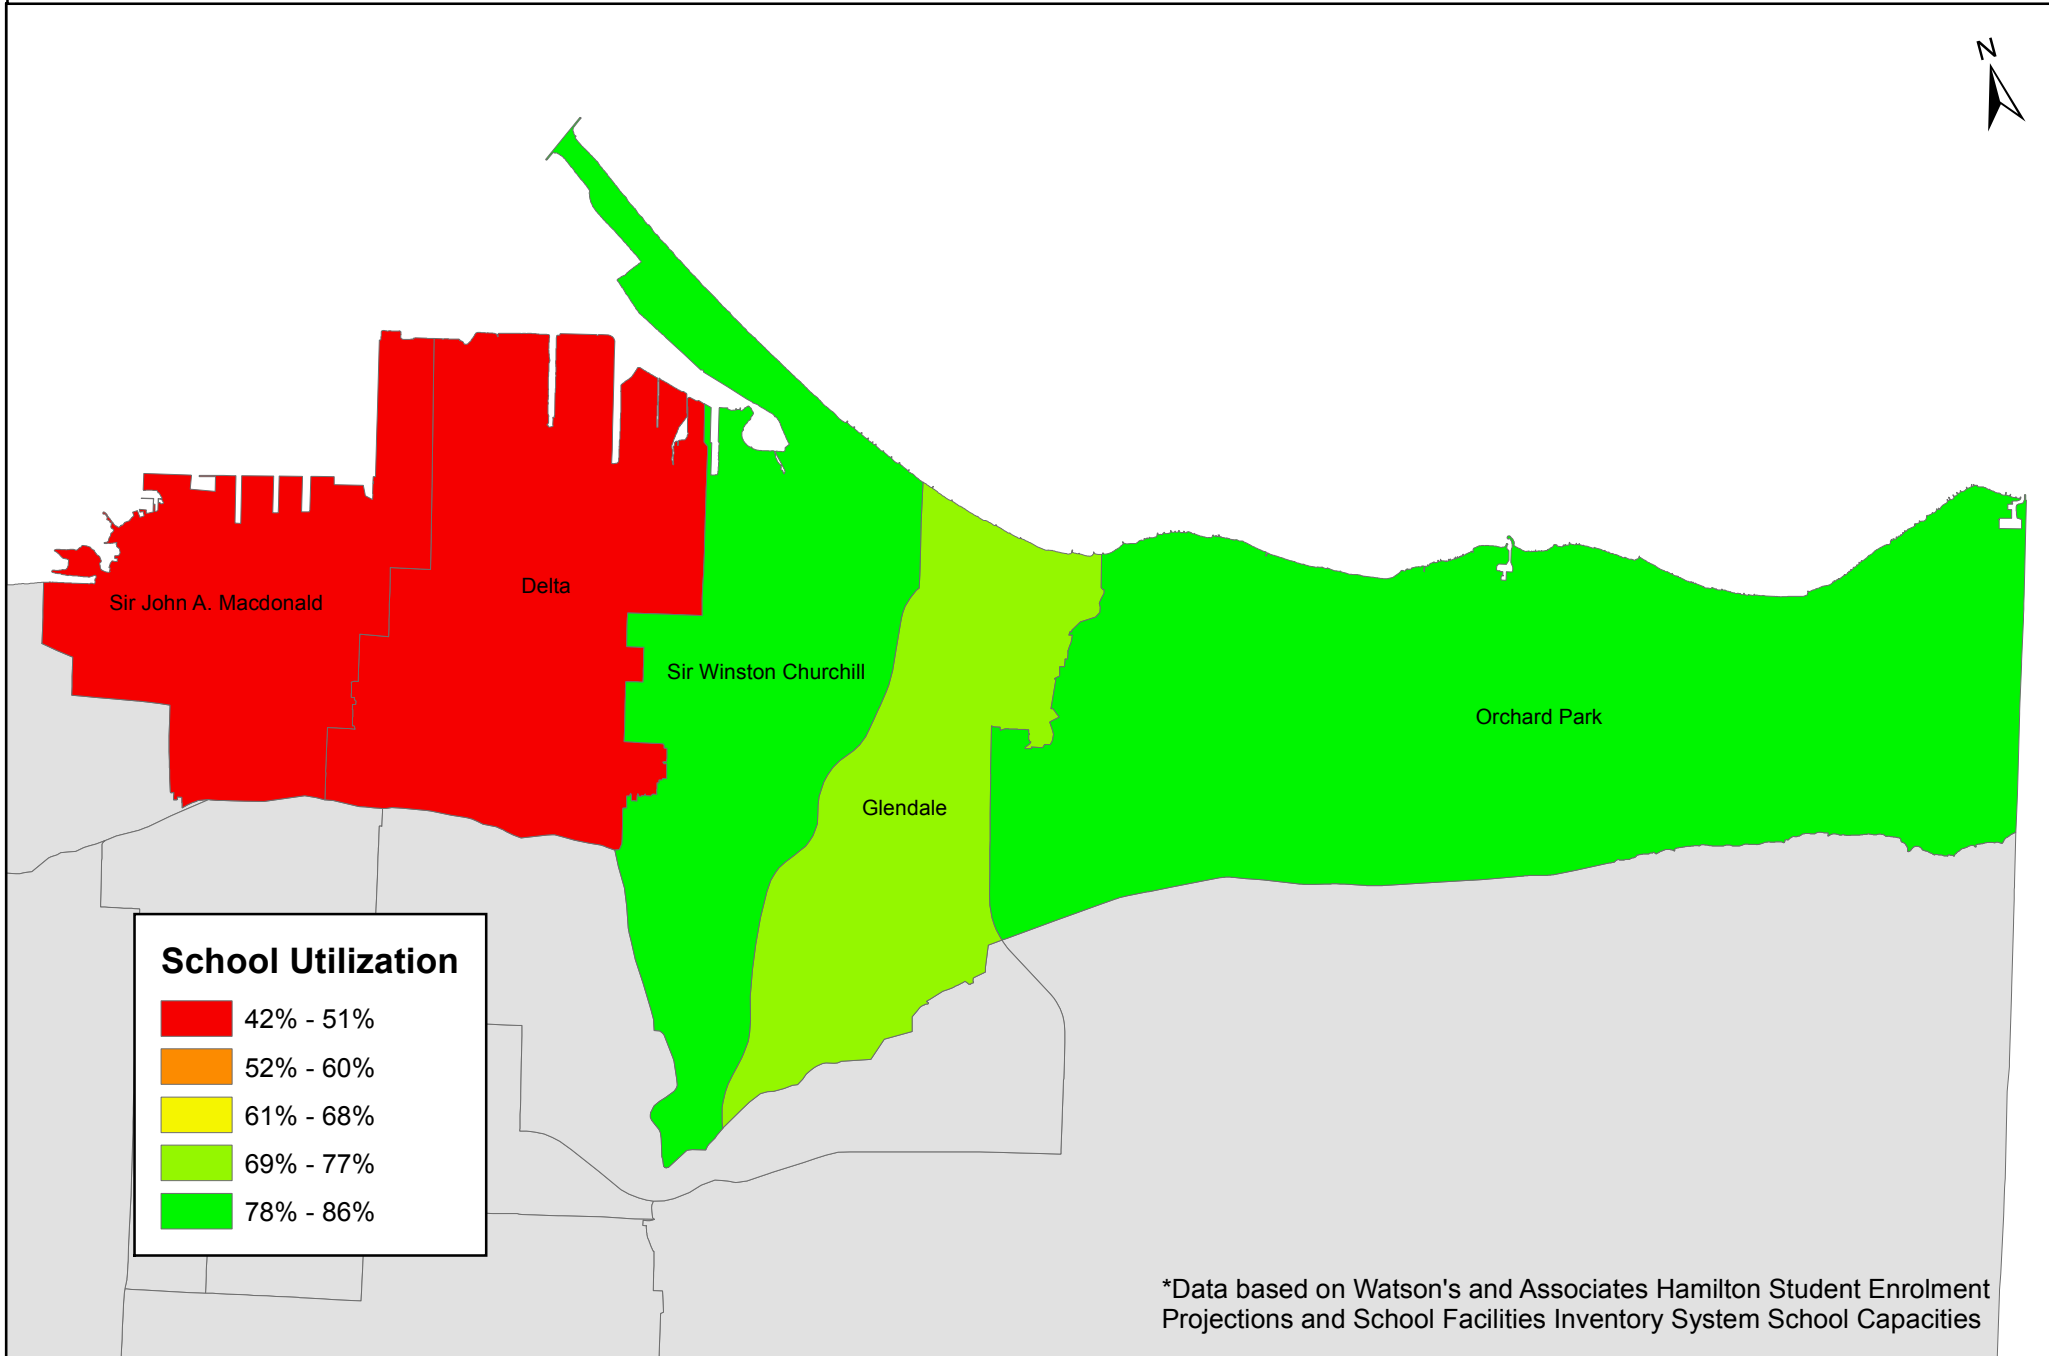 N
Sir John A. Macdonald
Delta
Sir Winston Churchill
Glendale
Orchard Park
School Utilization
42% - 51%
52% - 60%
61% - 68%
69% - 77%
78% - 86%
*Data based on Watson's and Associates Hamilton Student Enrolment
Projections and School Facilities Inventory System School Capacities